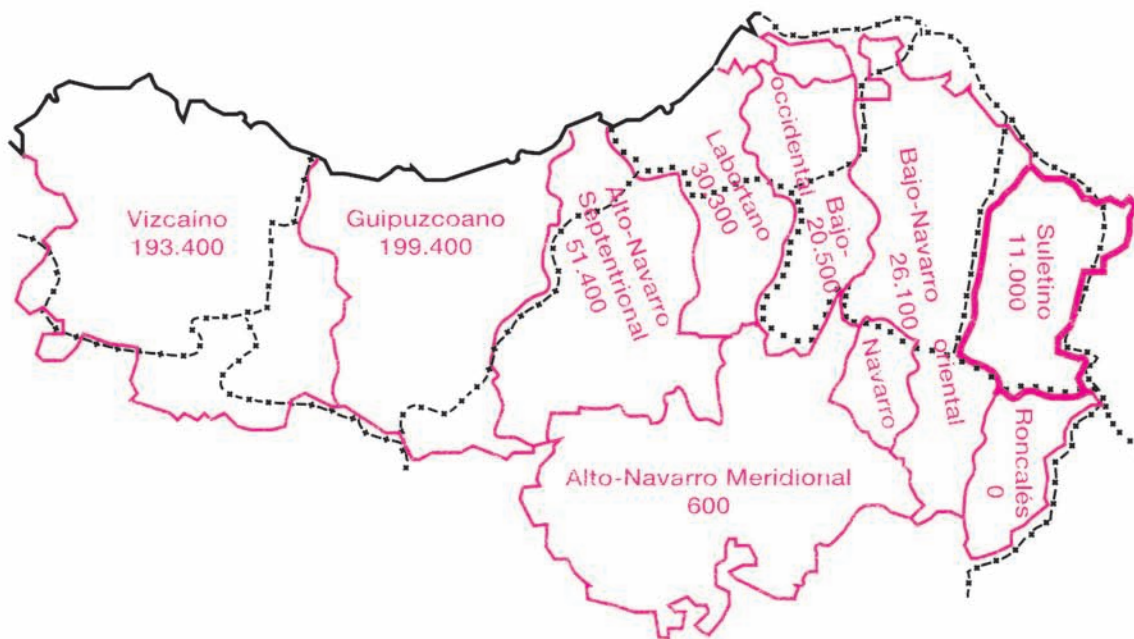 Vizcaíno
193.400
Guipuzcoano
199.400
Alto-Navarro
Septentrional
51.400
Labortano
30.300
occidental
Bajo-
20.500
Navarro
Bajo-Navarro
26.100
oriental
Suletino
11.000
Roncalés
0
Alto-Navarro Meridional
600